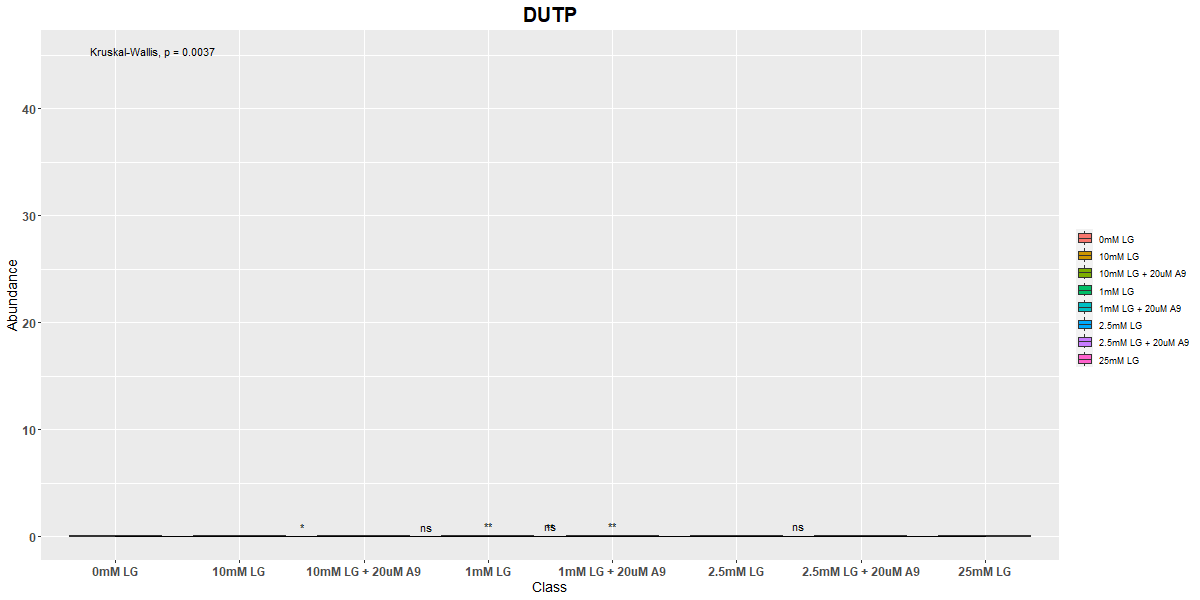 DUTP
Kruskal-Wallis, p = 0.0037
Abundance
40
30
20
10
0
* ns ** ns ** ns
0mM LG 10mM LG 10mM LG + 20uM A9 1mM LG 1mM LG + 20uM A9 2.5mM LG 2.5mM LG + 20uM A9 25mM LG
Class
0mM LG
10mM LG
10mM LG + 20uM A9
1mM LG
1mM LG + 20uM A9
2.5mM LG
2.5mM LG + 20uM A9
25mM LG